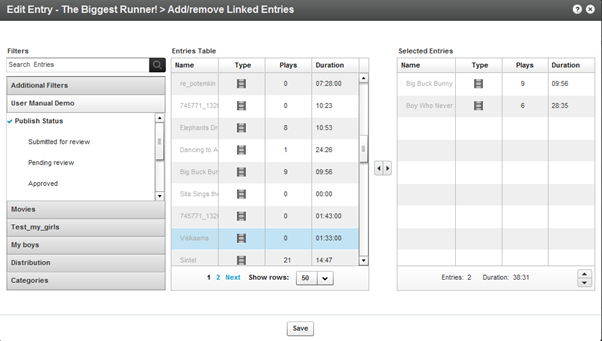 Edit Entry - The Biggest Runner! > Add/remove Linked Entries
Filters
Search Entries
Additional Filters
User Manual Demo
Publish Status
Submitted for review
Pending review
Approved
Movies
Test_my_girls
My boys
Distribution
Categories
Entries Table
Name Type Plays Duration
re_potemkin 0 07:28:00
745771_132 0 10:23
Elephants Dr 8 10:53
Dancing to A 1 24:26
Big Buck Bun 9 09:56
Sita Sings the 0 00:00
745771_132 0 01:43:00
Valkaama 0 01:33:00
Sintel 21 14:47
1 2 Next Show rows: 50
Selected Entries
Name Type Plays Duration
Big Buck Bunny 9 09:56
Boy Who Never 6 28:35
Entries: 2 Duration: 38:31
Save